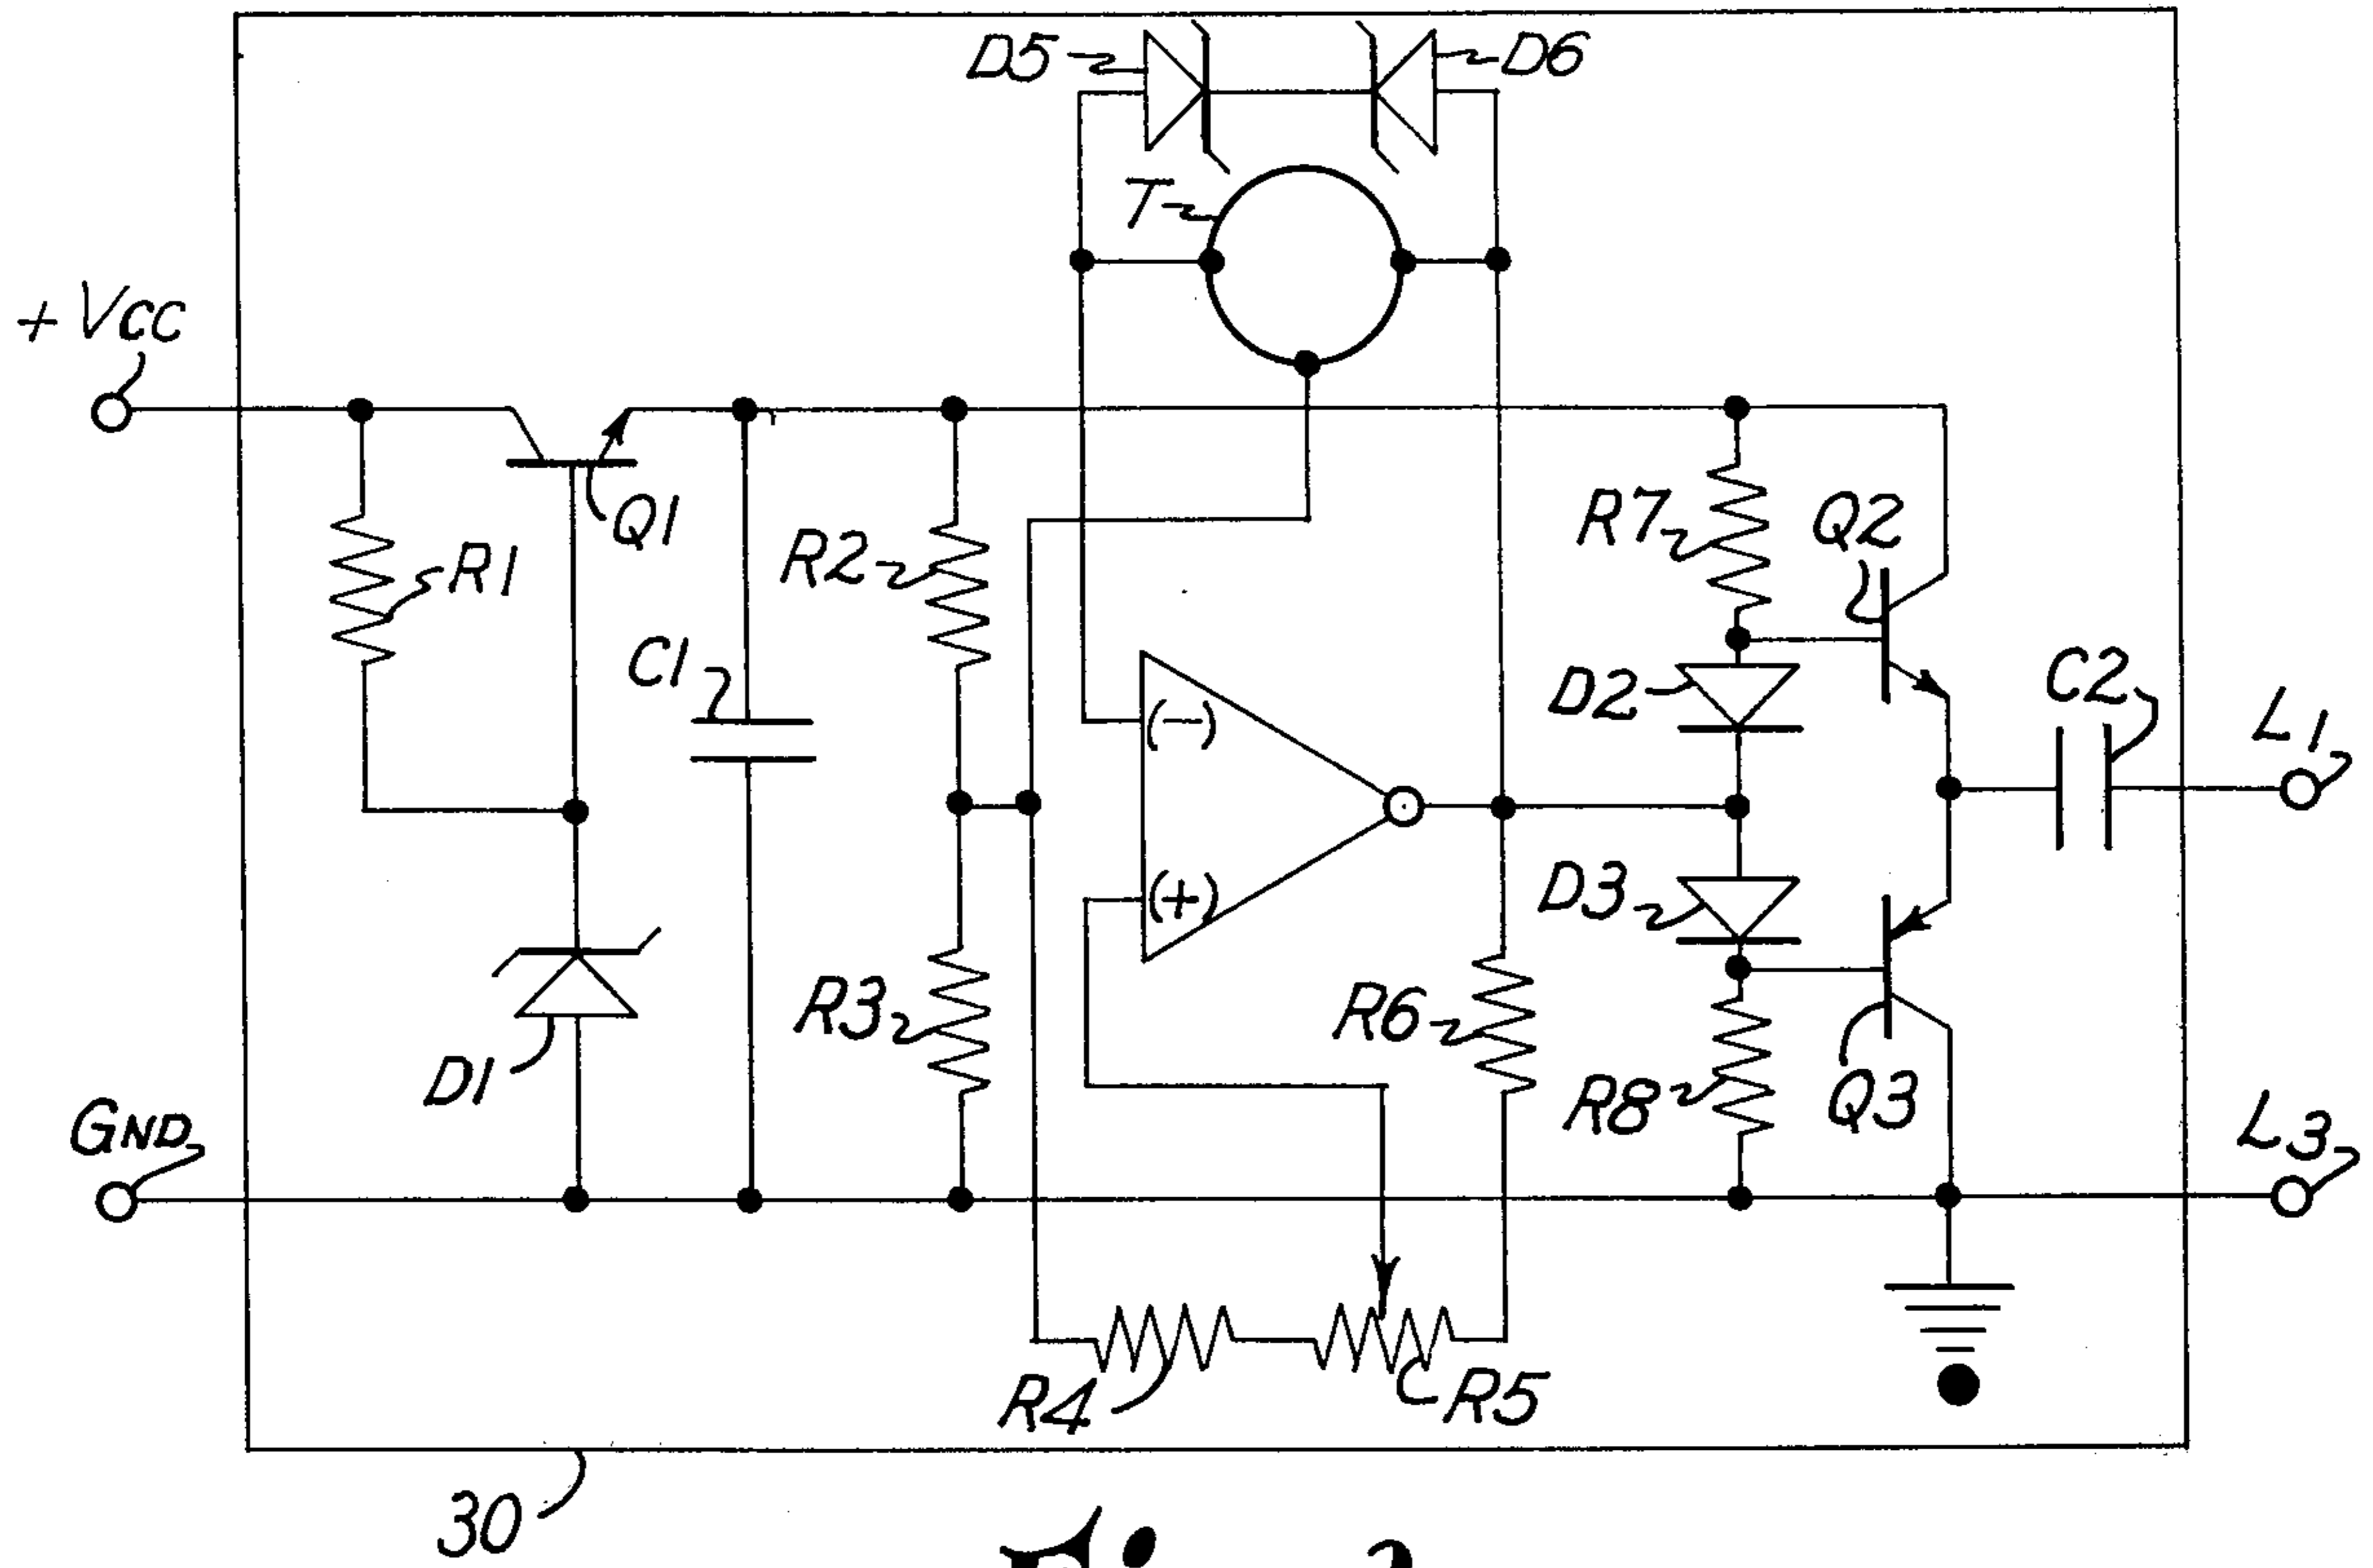 D5
D6
T
+Vcc
Q1
R1
R2
C1
R7
Q2
D2
C2
L1
(-)
(+)
D3
R3
R6
D1
R8
Q3
GND
L3
R4
R5
30